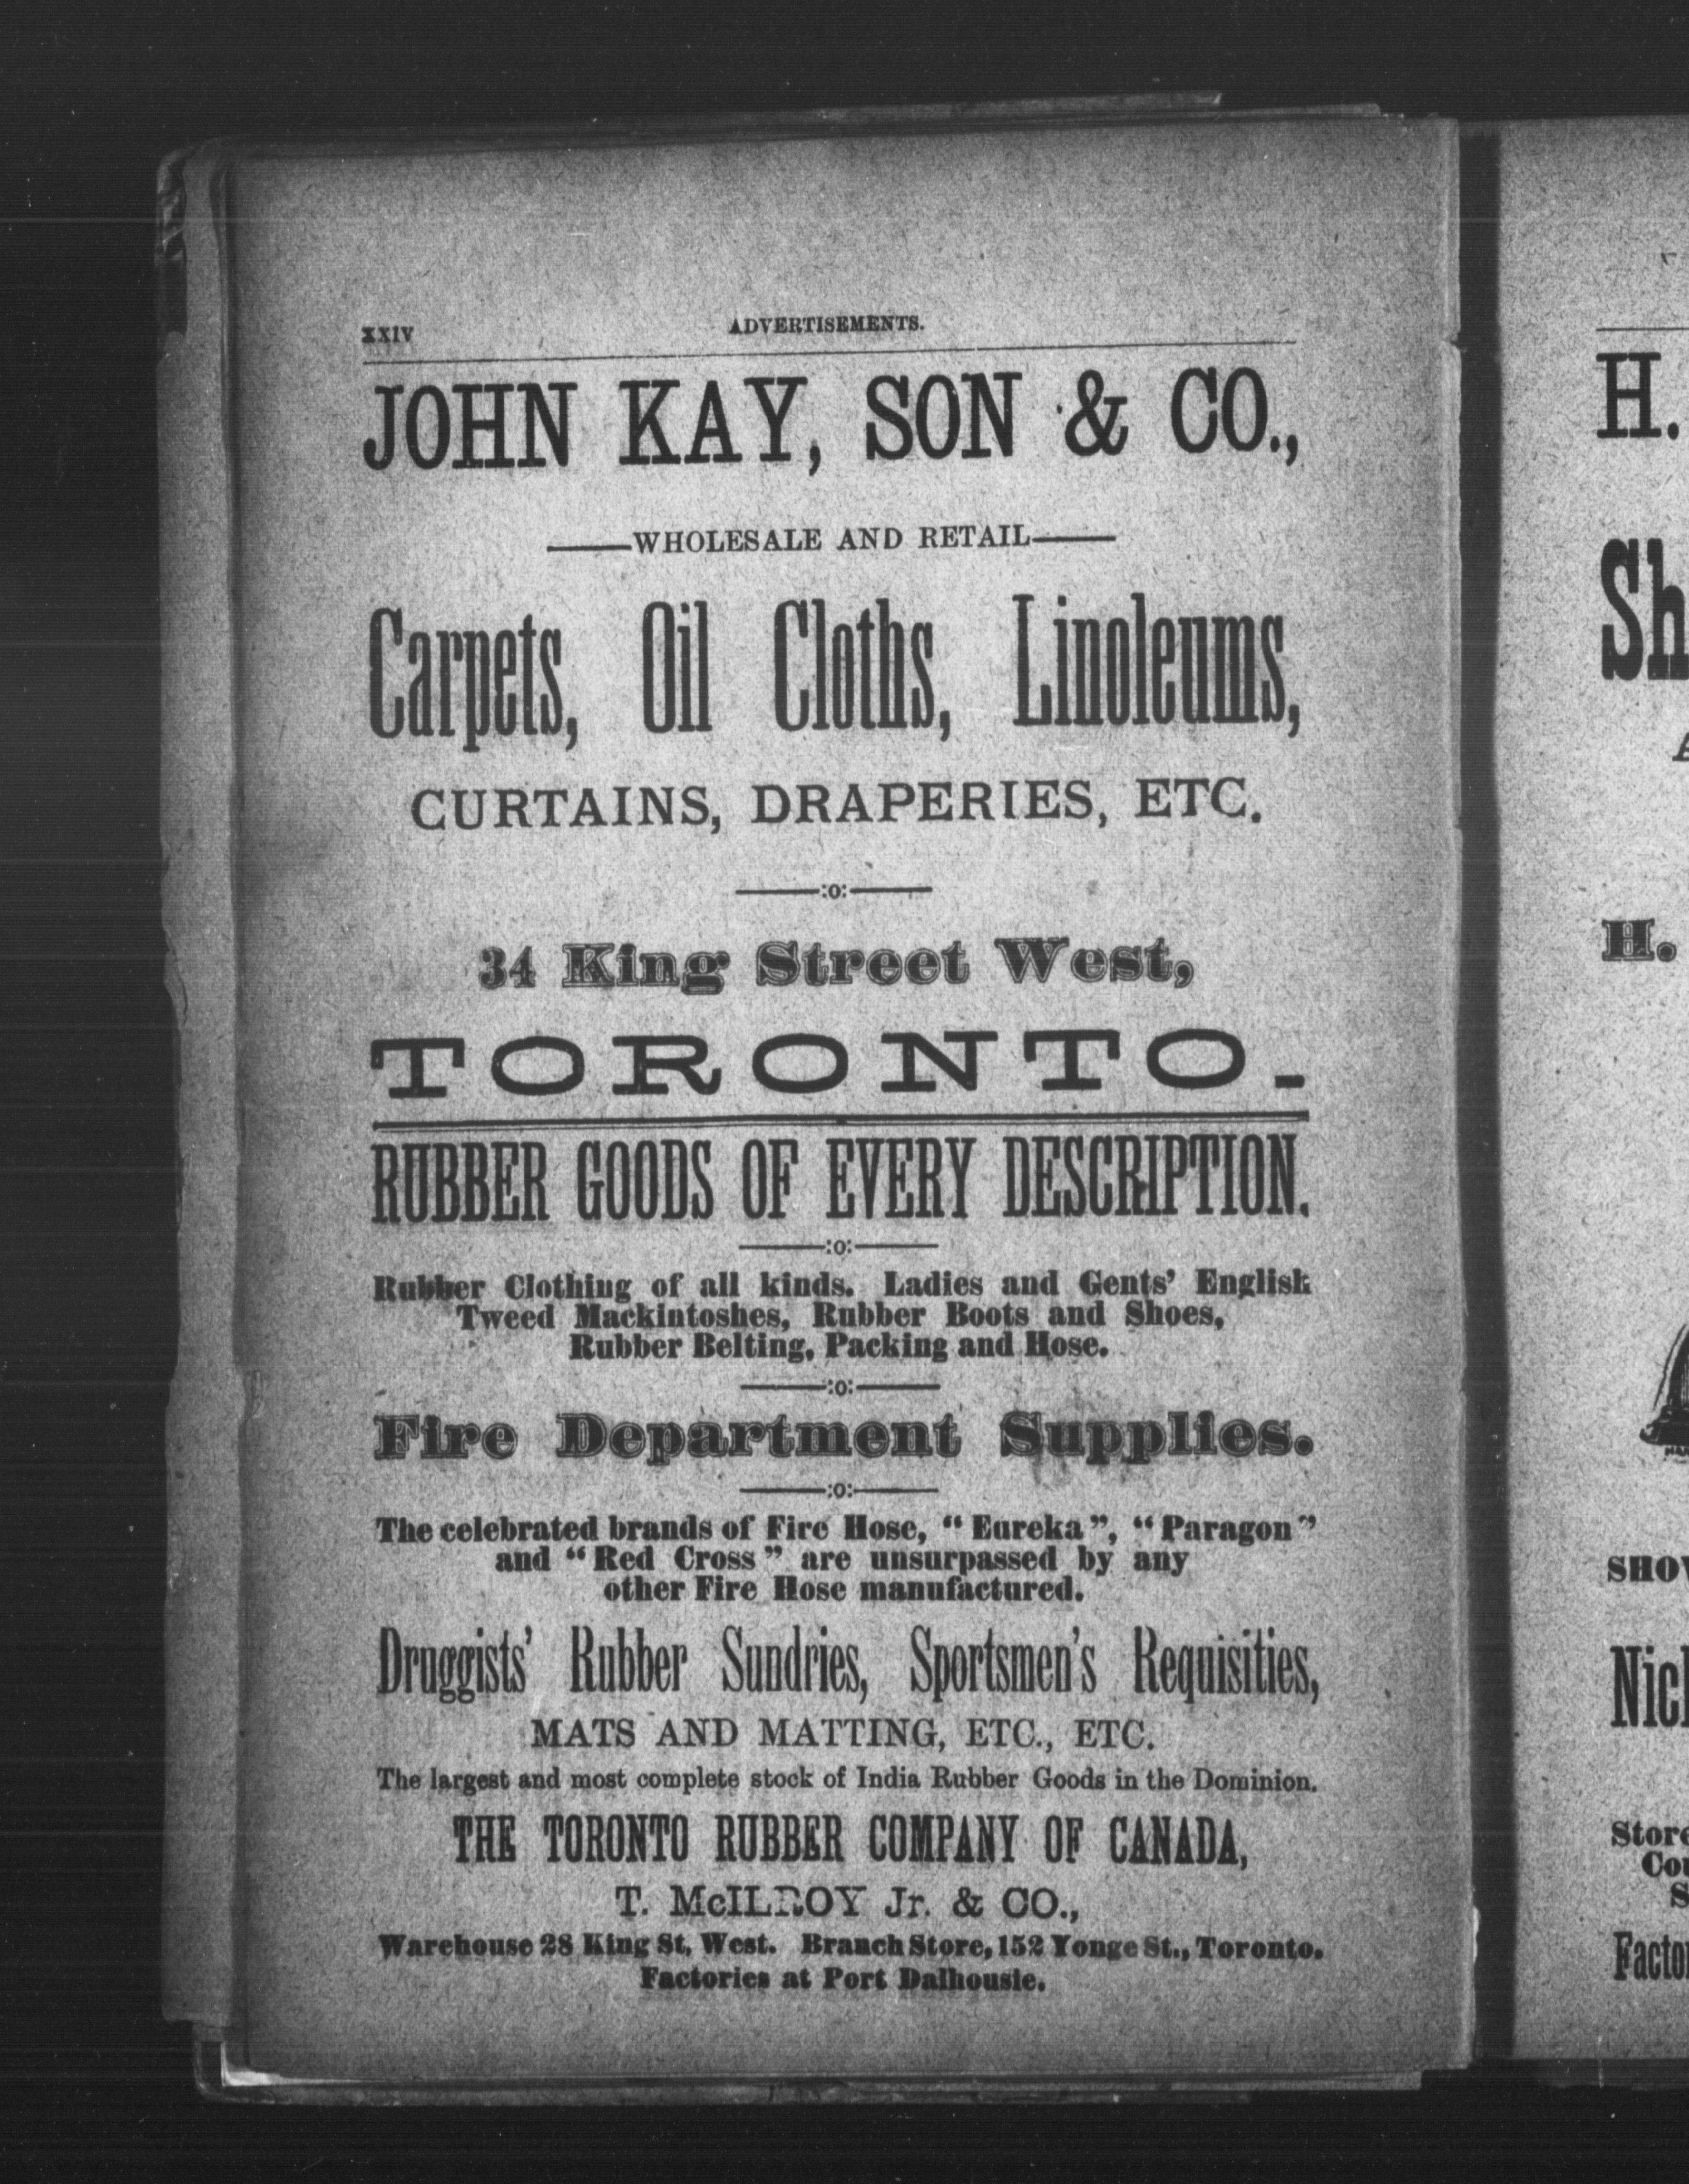 XXIV
ADVERTISEMENTS.
JOHN KAY, SON & CO.,
——WHOLESALE AND RETAIL——
Carpets, Oil Cloths, Linoleums,
CURTAINS, DRAPERIES, ETC.
——:o:——
34 King Street West,
TORONTO.
RUBBER GOODS OF EVERY DESCRIPTION.
——:o:——
Rubber Clothing of all kinds. Ladies and Gents' English
Tweed Mackintoshes, Rubber Boots and Shoes,
Rubber Belting, Packing and Hose.
——:o:——
Fire Department Supplies.
——:o:——
The celebrated brands of Fire Hose, "Eureka", "Paragon"
and "Red Cross" are unsurpassed by any
other Fire Hose manufactured.
Druggists' Rubber Sundries, Sportsmen's Requisities,
MATS AND MATTING, ETC., ETC.
The largest and most complete stock of India Rubber Goods in the Dominion.
THE TORONTO RUBBER COMPANY OF CANADA,
T. McILROY Jr. & CO.,
Warehouse 28 King St, West. Branch Store, 152 Yonge St., Toronto.
Factories at Port Dalhousie.
H.
Sh
H.
SHOW
Store
Facto